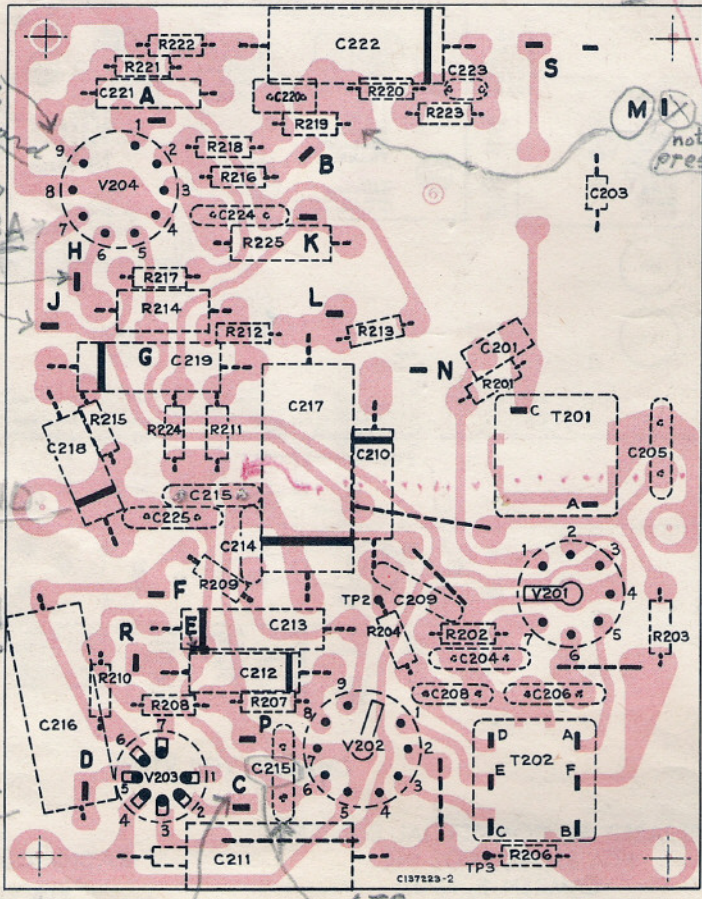 R222
C222
R221
S
C223
C221
A
C220
R220
R223
R219
M
not
1
2
3
4
5
6
7
8
9
V204
R218
R216
B
C203
6
C224
R225
K
H
R217
J
R214
L
R212
R213
G
C219
N
C201
R201
C217
C
T201
R215
R224
R211
C218
C210
C205
A
C215
C225
C214
1
2
3
4
5
6
7
V201
F
R209
TP2
C209
R204
R202
R203
E
C213
R
C204
C212
R210
C208
C206
R208
R207
C216
P
1
2
3
4
5
6
7
8
9
V202
D
A
T202
E
F
C
B
7
6
5
4
3
2
1
V203
D
C215
C
C211
TP3
R206
C137223-2